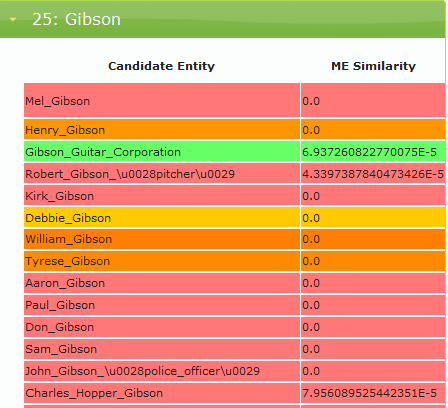 25: Gibson
Candidate Entity ME Similarity
Mel_Gibson 0.0
Henry_Gibson 0.0
Gibson_Guitar_Corporation 6.937260822770075E-5
Robert_Gibson_\u0028pitcher\u0029 4.3397387840473426E-5
Kirk_Gibson 0.0
Debbie_Gibson 0.0
William_Gibson 0.0
Tyrese_Gibson 0.0
Aaron_Gibson 0.0
Paul_Gibson 0.0
Don_Gibson 0.0
Sam_Gibson 0.0
John_Gibson_\u0028police_officer\u0029 0.0
Charles_Hopper_Gibson 7.956089525442351E-5